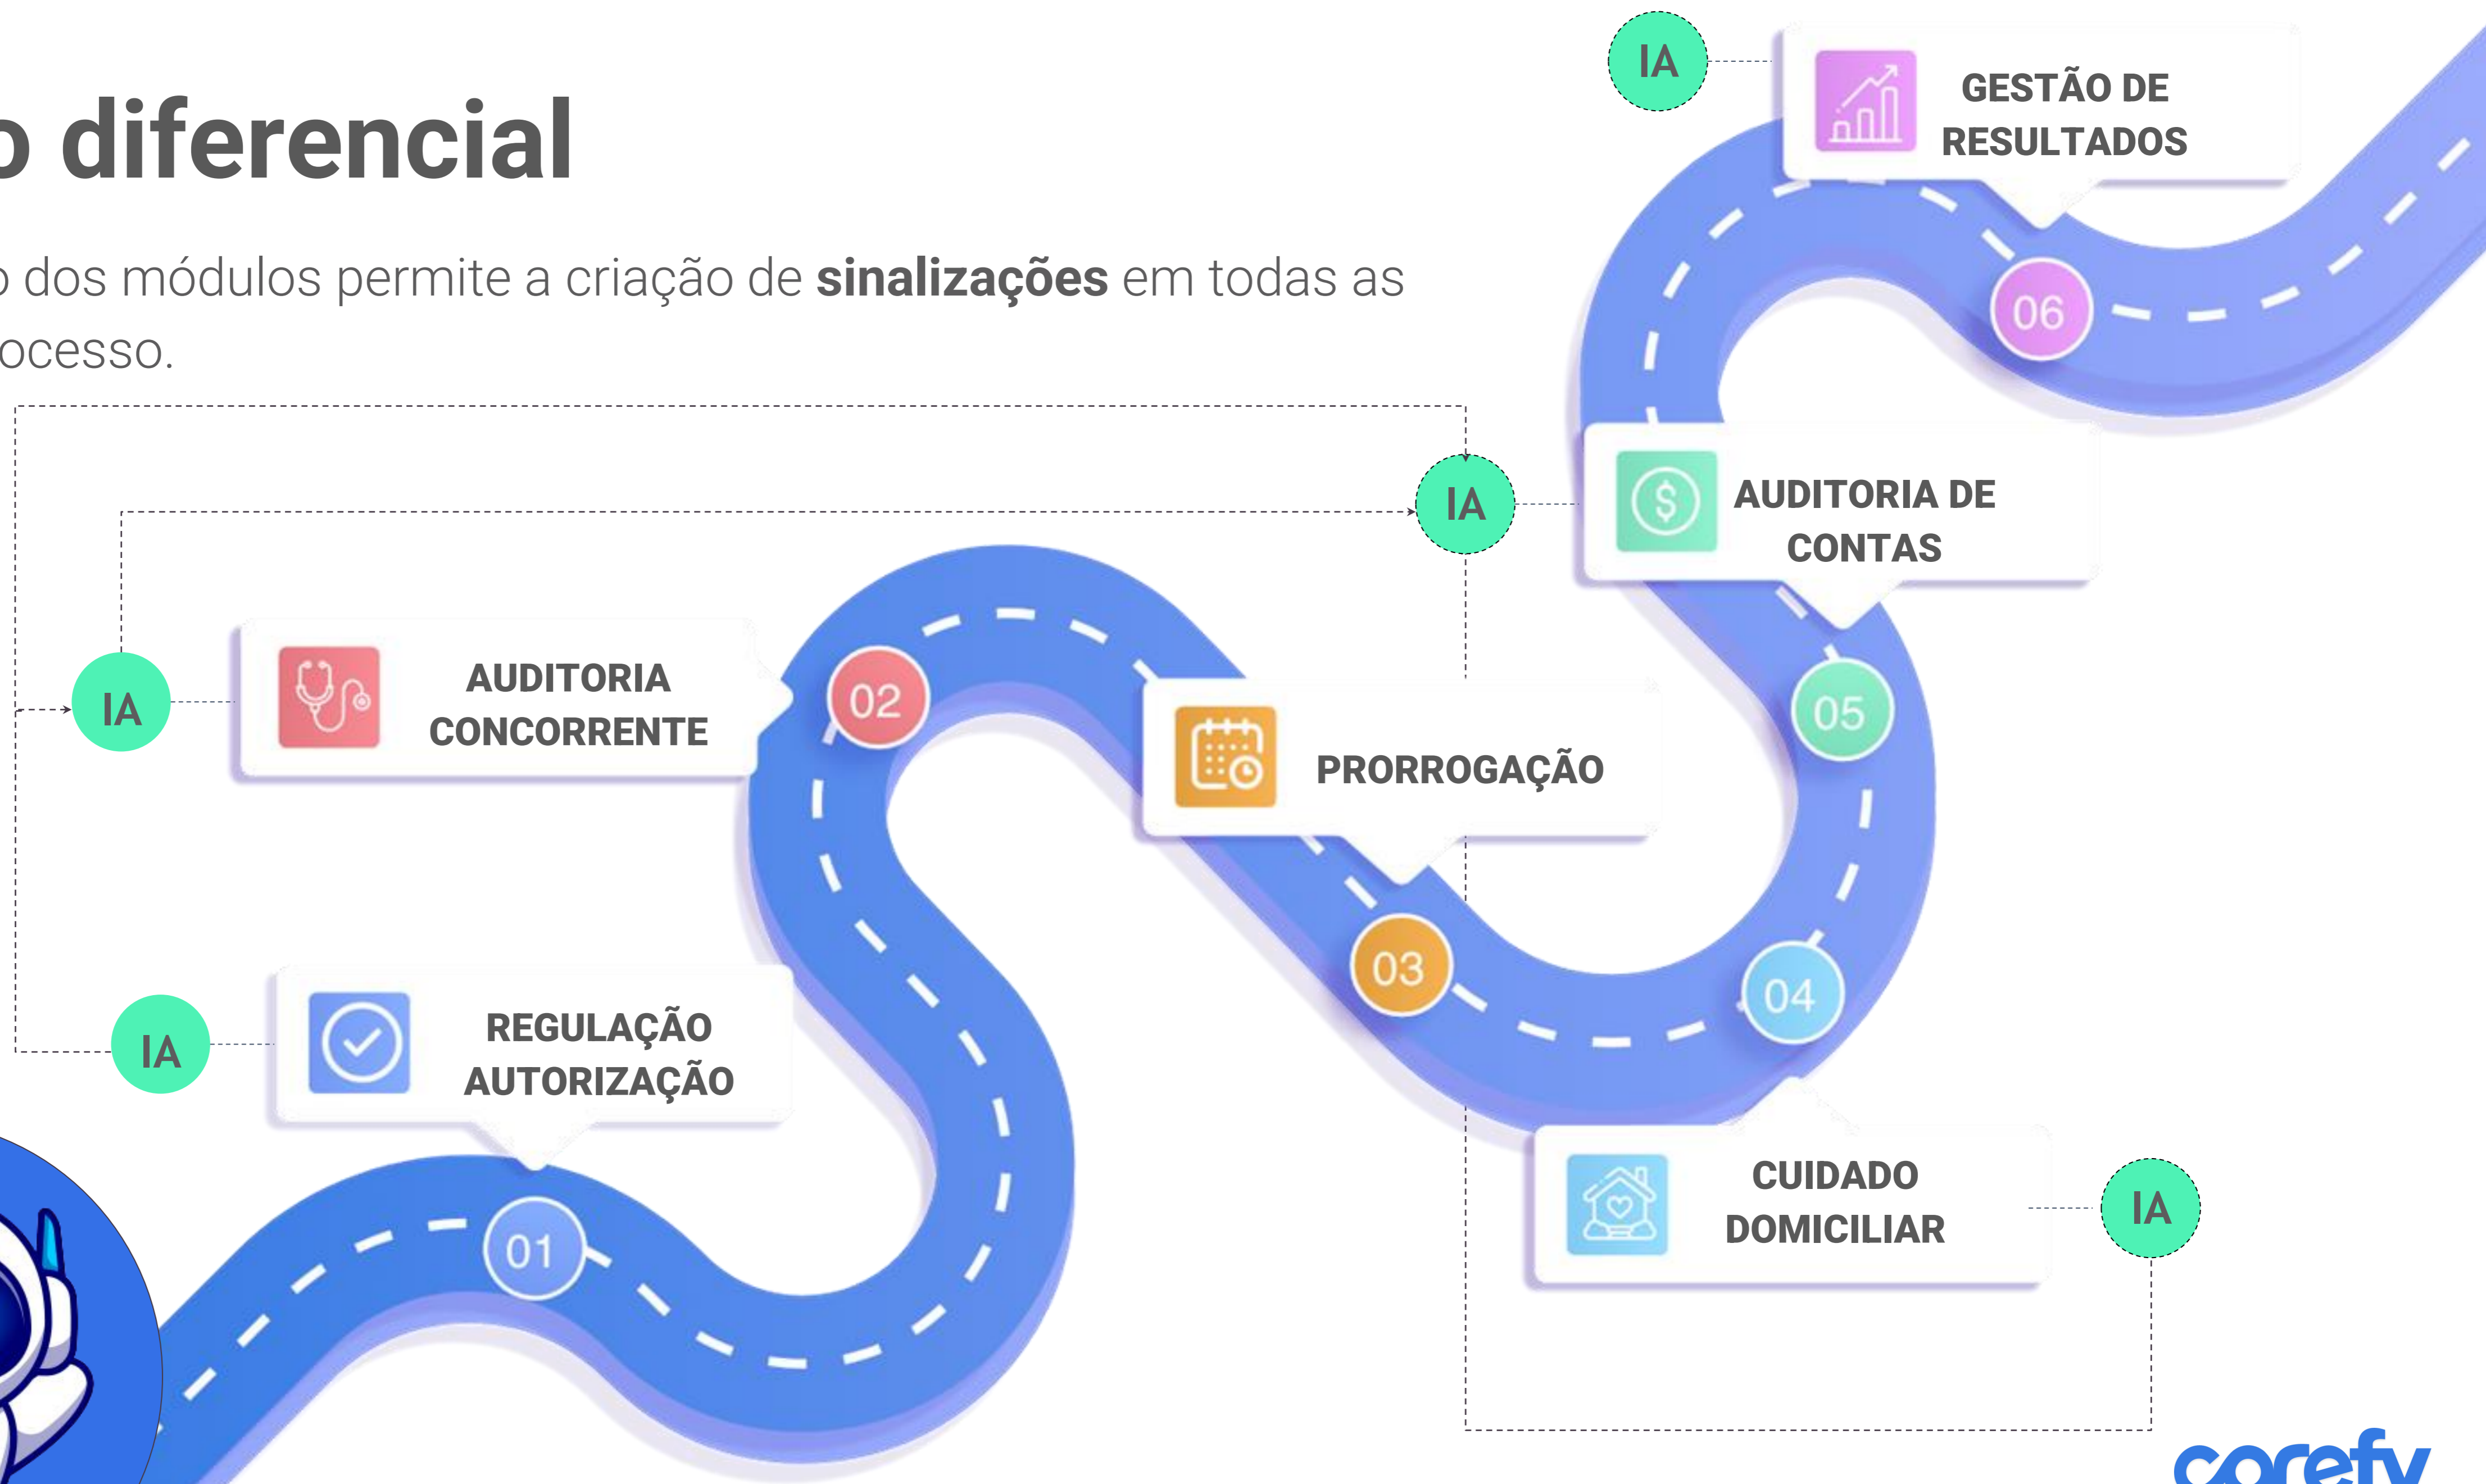 o diferencial
o dos módulos permite a criação de sinalizações em todas as
ocesso.
IA
GESTÃO DE
RESULTADOS
06
IA
AUDITORIA DE
CONTAS
05
IA
AUDITORIA
CONCORRENTE
02
PRORROGAÇÃO
03
04
IA
REGULAÇÃO
AUTORIZAÇÃO
01
CUIDADO
DOMICILIAR
IA
corefy